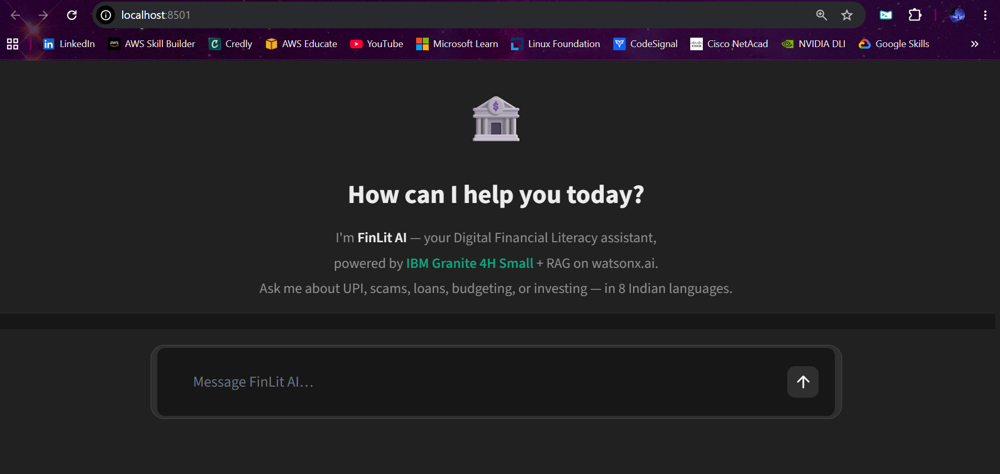 localhost:8501
LinkedIn AWS Skill Builder Credly AWS Educate YouTube Microsoft Learn Linux Foundation CodeSignal Cisco NetAcad NVIDIA DLI Google Skills
How can I help you today?
I'm FinLit AI — your Digital Financial Literacy assistant,
powered by IBM Granite 4H Small + RAG on watsonx.ai.
Ask me about UPI, scams, loans, budgeting, or investing — in 8 Indian languages.
Message FinLit AI...